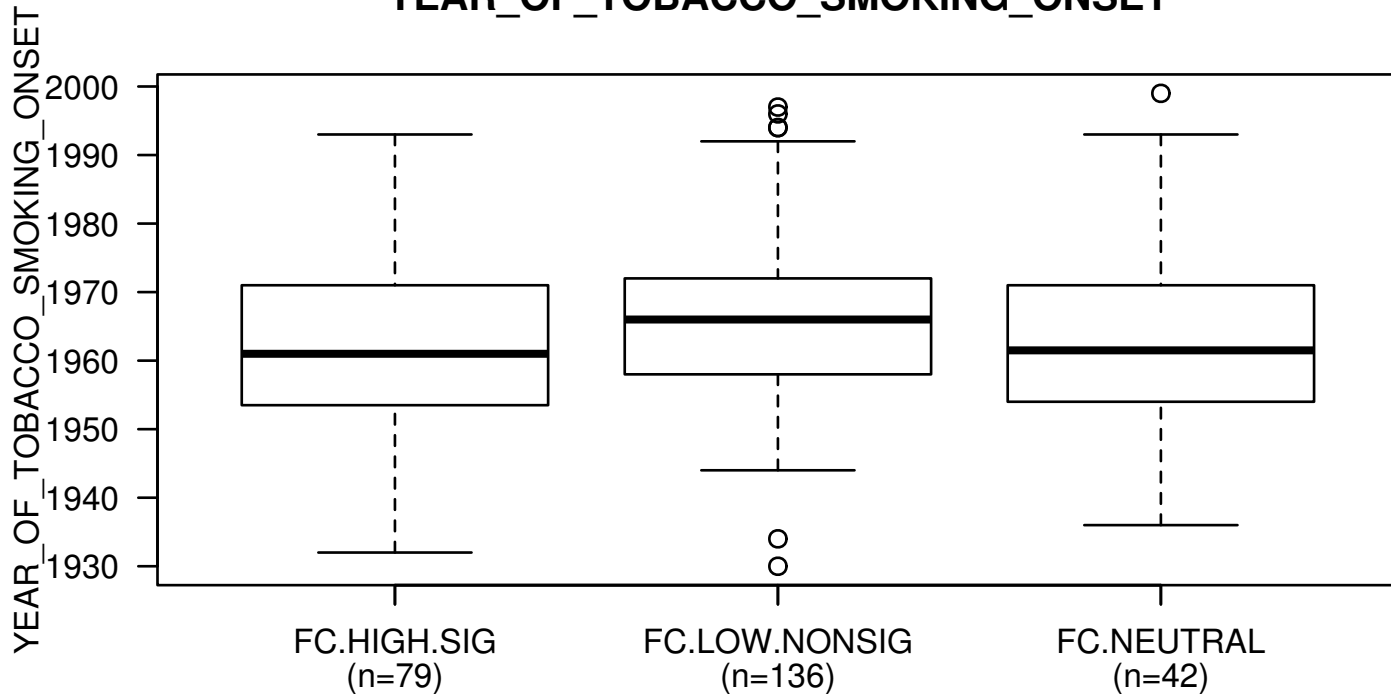 YEAR_OF_TOBACCO_SMOKING_ONSET
YEAR_OF_TOBACCO_SMOKING_ONSET
2000
1990
1980
1970
1960
1950
1940
1930
FC.HIGH.SIG
(n=79)
FC.LOW.NONSIG
(n=136)
FC.NEUTRAL
(n=42)